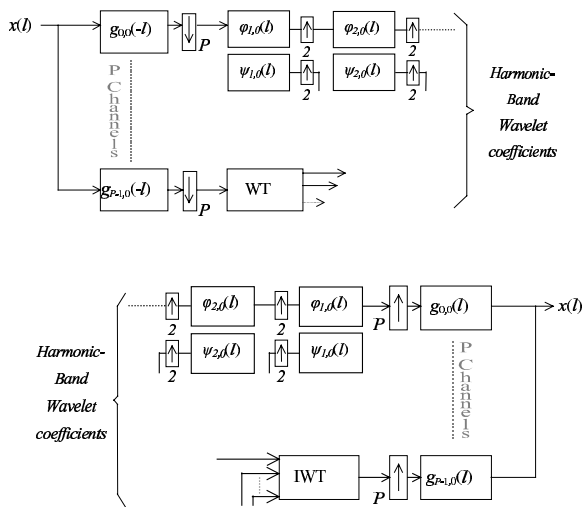 x(l)
g0,0(-l)
P
φ1,0(l)
2
φ2,0(l)
2
ψ1,0(l)
2
ψ2,0(l)
2
P Channels
Harmonic-
Band
Wavelet
coefficients
gP-1,0(-l)
P
WT
φ2,0(l)
2
φ1,0(l)
2
P
g0,0(l)
x(l)
ψ2,0(l)
2
ψ1,0(l)
2
Harmonic-
Band
Wavelet
coefficients
P Channels
IWT
P
gP-1,0(l)